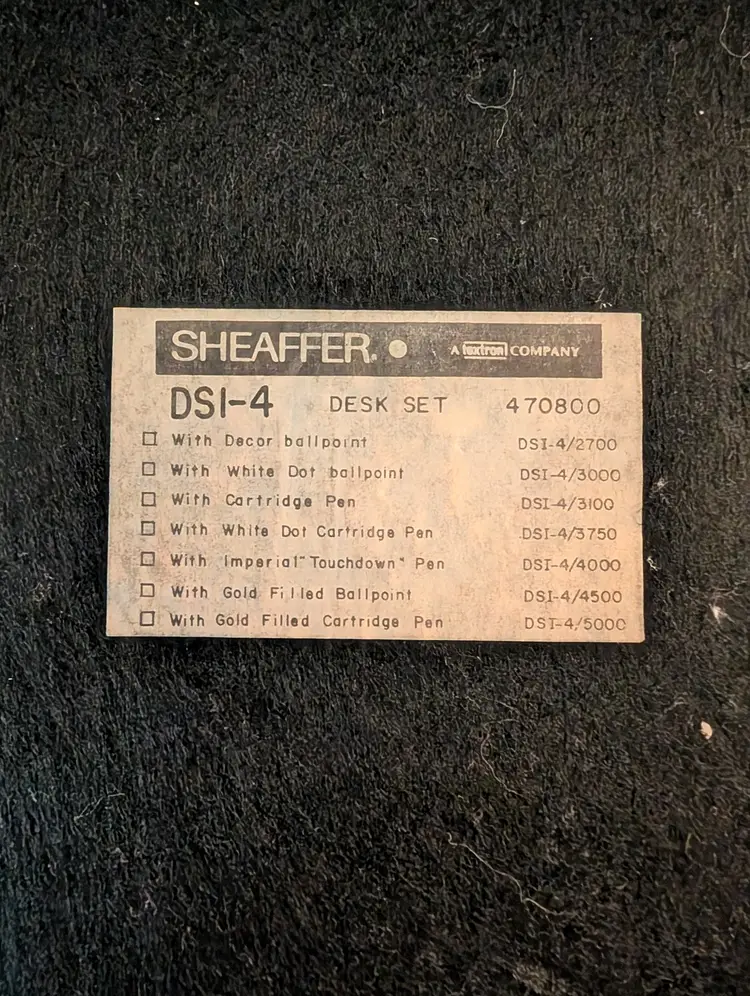 SHEAFFER® A textron COMPANY
DSI-4 DESK SET 470800
☐ With Decor ballpoint DSI-4/2700
☐ With White Dot ballpoint DSI-4/3000
☐ With Cartridge Pen DSI-4/3100
☐ With White Dot Cartridge Pen DSI-4/3750
☐ With Imperial "Touchdown" Pen DSI-4/4000
☐ With Gold Filled Ballpoint DSI-4/4500
☐ With Gold Filled Cartridge Pen DSI-4/5000